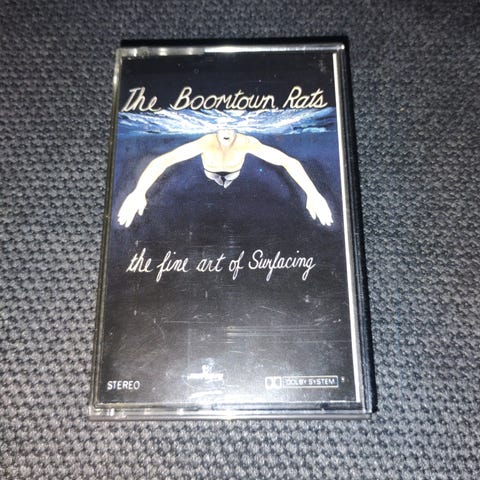 The Boomtown Rats
the fine art of Surfacing
STEREO
DOLBY SYSTEM